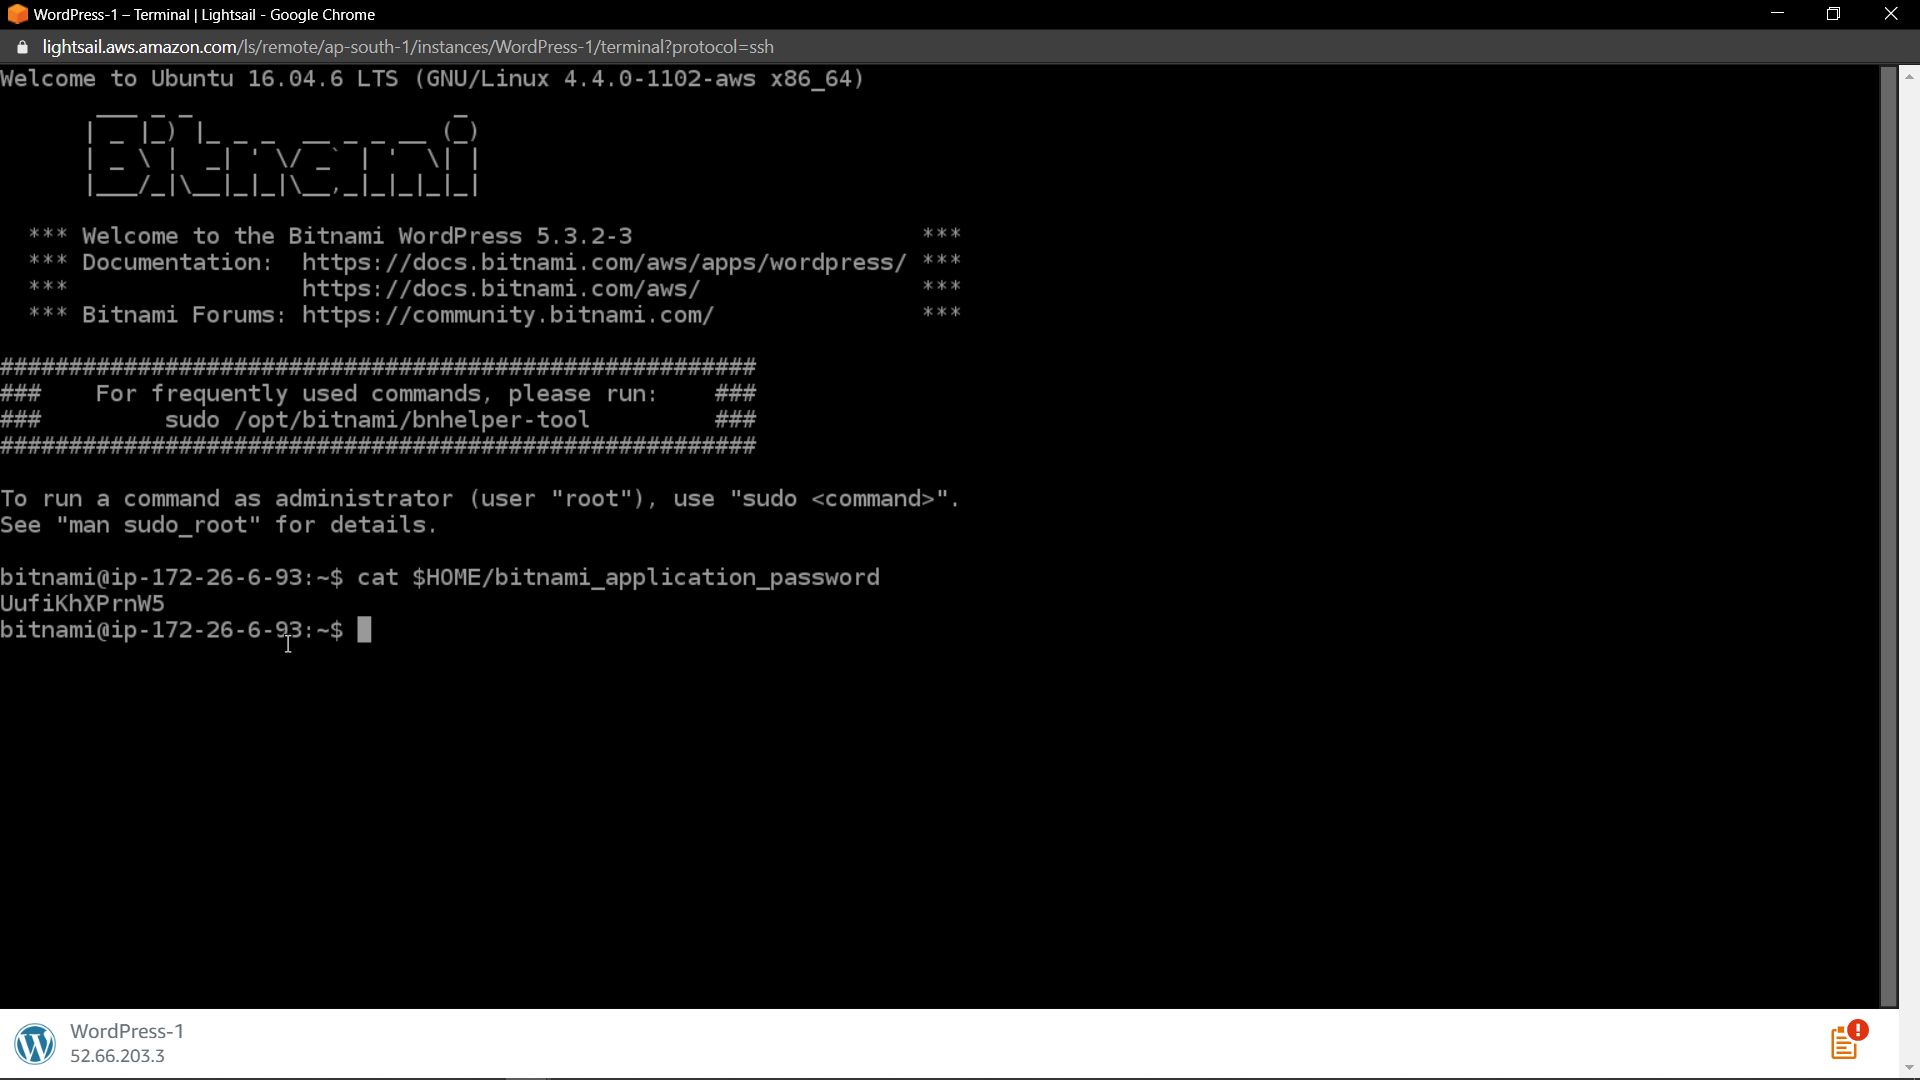 WordPress-1 – Terminal | Lightsail - Google Chrome
lightsail.aws.amazon.com/ls/remote/ap-south-1/instances/WordPress-1/terminal?protocol=ssh
Welcome to Ubuntu 16.04.6 LTS (GNU/Linux 4.4.0-1102-aws x86_64)
Bitnami
*** Welcome to the Bitnami WordPress 5.3.2-3 ***
*** Documentation: https://docs.bitnami.com/aws/apps/wordpress/ ***
*** https://docs.bitnami.com/aws/ ***
*** Bitnami Forums: https://community.bitnami.com/ ***
#######################################################
### For frequently used commands, please run: ###
### sudo /opt/bitnami/bnhelper-tool ###
#######################################################
To run a command as administrator (user "root"), use "sudo <command>".
See "man sudo_root" for details.
bitnami@ip-172-26-6-93:~$ cat $HOME/bitnami_application_password
UufiKhXPrnW5
bitnami@ip-172-26-6-93:~$
WordPress-1
52.66.203.3